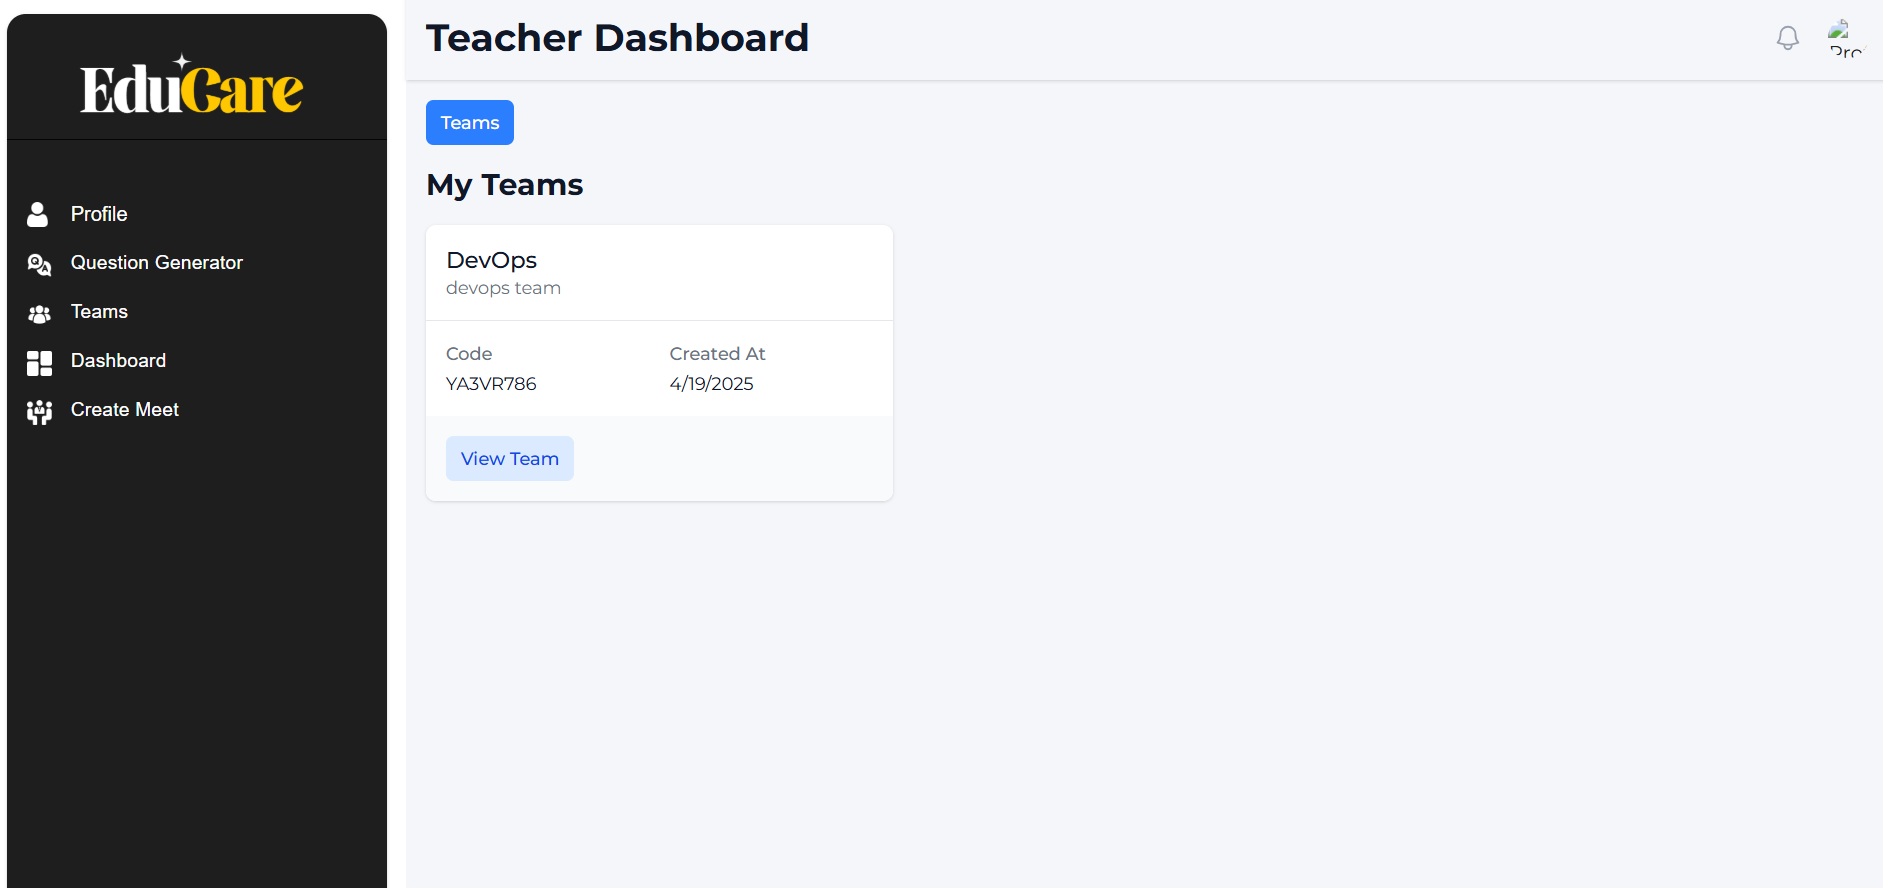 EduCare
Profile
Question Generator
Teams
Dashboard
Create Meet
Teacher Dashboard
Teams
My Teams
DevOps
devops team
Code
Created At
YA3VR786
4/19/2025
View Team